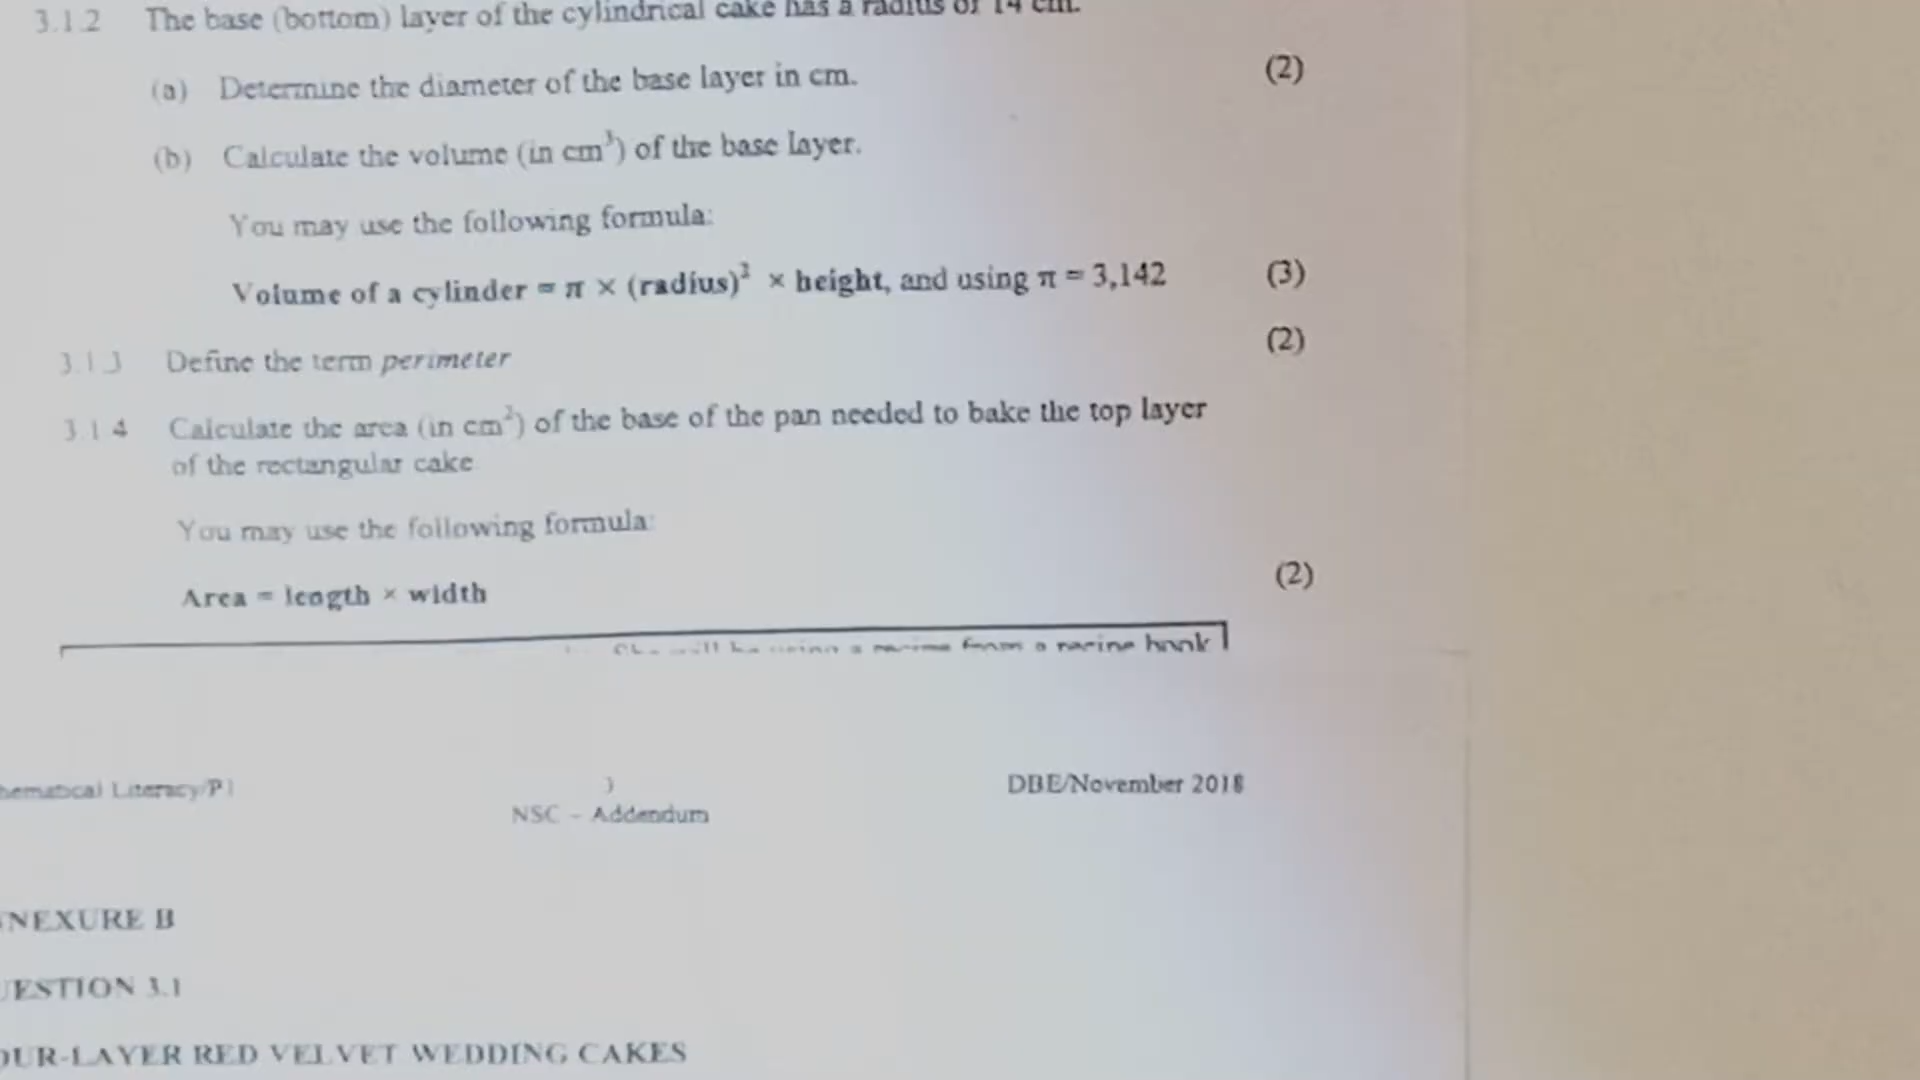 3.1.2 The base (bottom) layer of the cylindrical cake has a radius of 14 cm.
(a) Determine the diameter of the base layer in cm. (2)
(b) Calculate the volume (in cm³) of the base layer.
You may use the following formula:
Volume of a cylinder = π × (radius)² × height, and using π = 3,142 (3)
3.1.3 Define the term perimeter (2)
3.1.4 Calculate the area (in cm²) of the base of the pan needed to bake the top layer
of the rectangular cake
You may use the following formula:
Area = length × width (2)
She will be using a recipe from a recipe book
hematical Literacy/P1 3 DBE/November 2018
NSC - Addendum
NEXURE B
ESTION 3.1
OUR-LAYER RED VELVET WEDDING CAKES